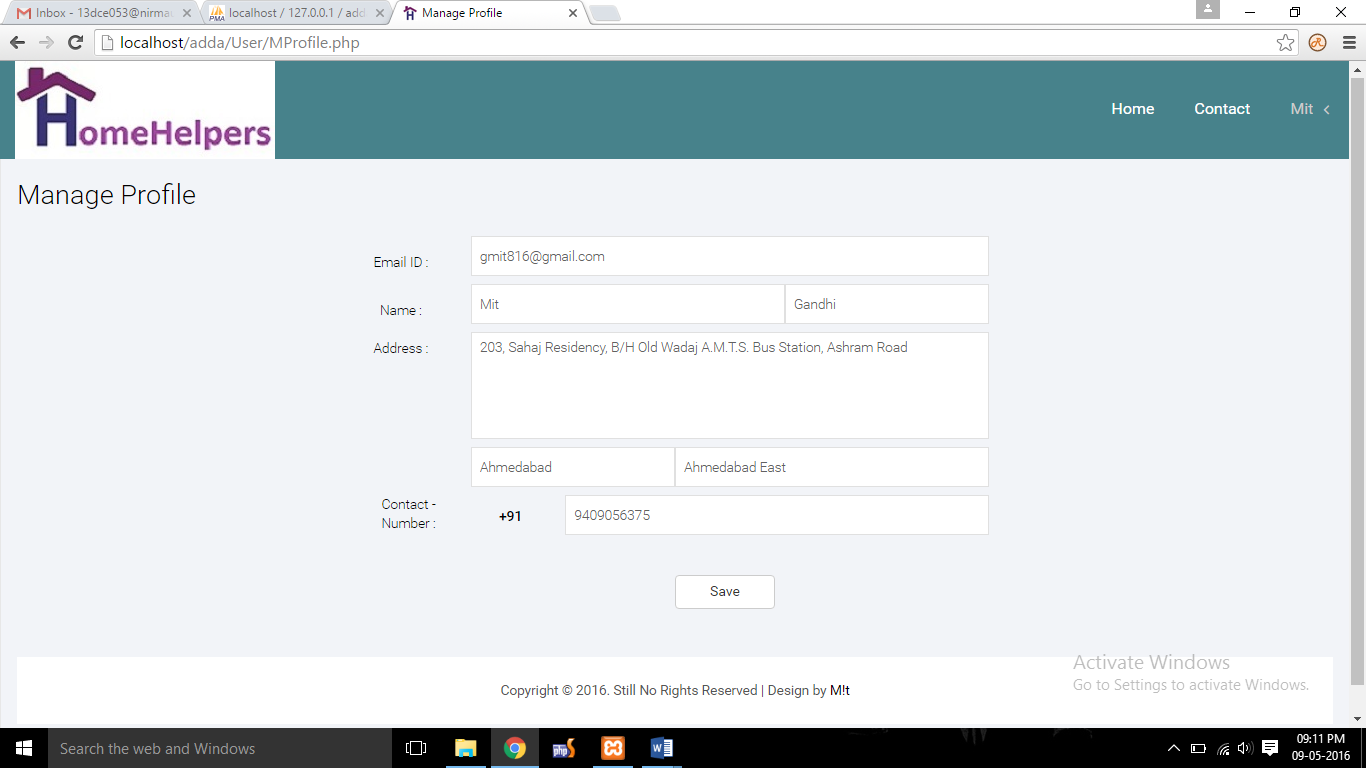 Inbox - 13dce053@nirmau
localhost / 127.0.0.1 / add
Manage Profile
localhost/adda/User/MProfile.php
HomeHelpers
Home
Contact
Mit
Manage Profile
Email ID :
gmit816@gmail.com
Name :
Mit
Gandhi
Address :
203, Sahaj Residency, B/H Old Wadaj A.M.T.S. Bus Station, Ashram Road
Ahmedabad
Ahmedabad East
Contact -
Number :
+91
9409056375
Save
Activate Windows
Go to Settings to activate Windows.
Copyright © 2016. Still No Rights Reserved | Design by M!t
Search the web and Windows
09:11 PM
09-05-2016